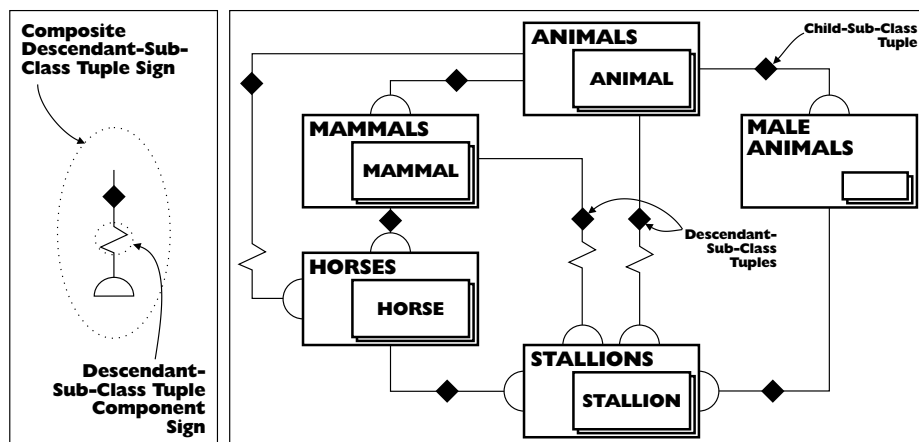 Composite
Descendant-Sub-
Class Tuple Sign
Descendant-
Sub-Class Tuple
Component
Sign
ANIMALS
ANIMAL
Child-Sub-Class
Tuple
MAMMALS
MAMMAL
MALE
ANIMALS
Descendant-
Sub-Class
Tuples
HORSES
HORSE
STALLIONS
STALLION